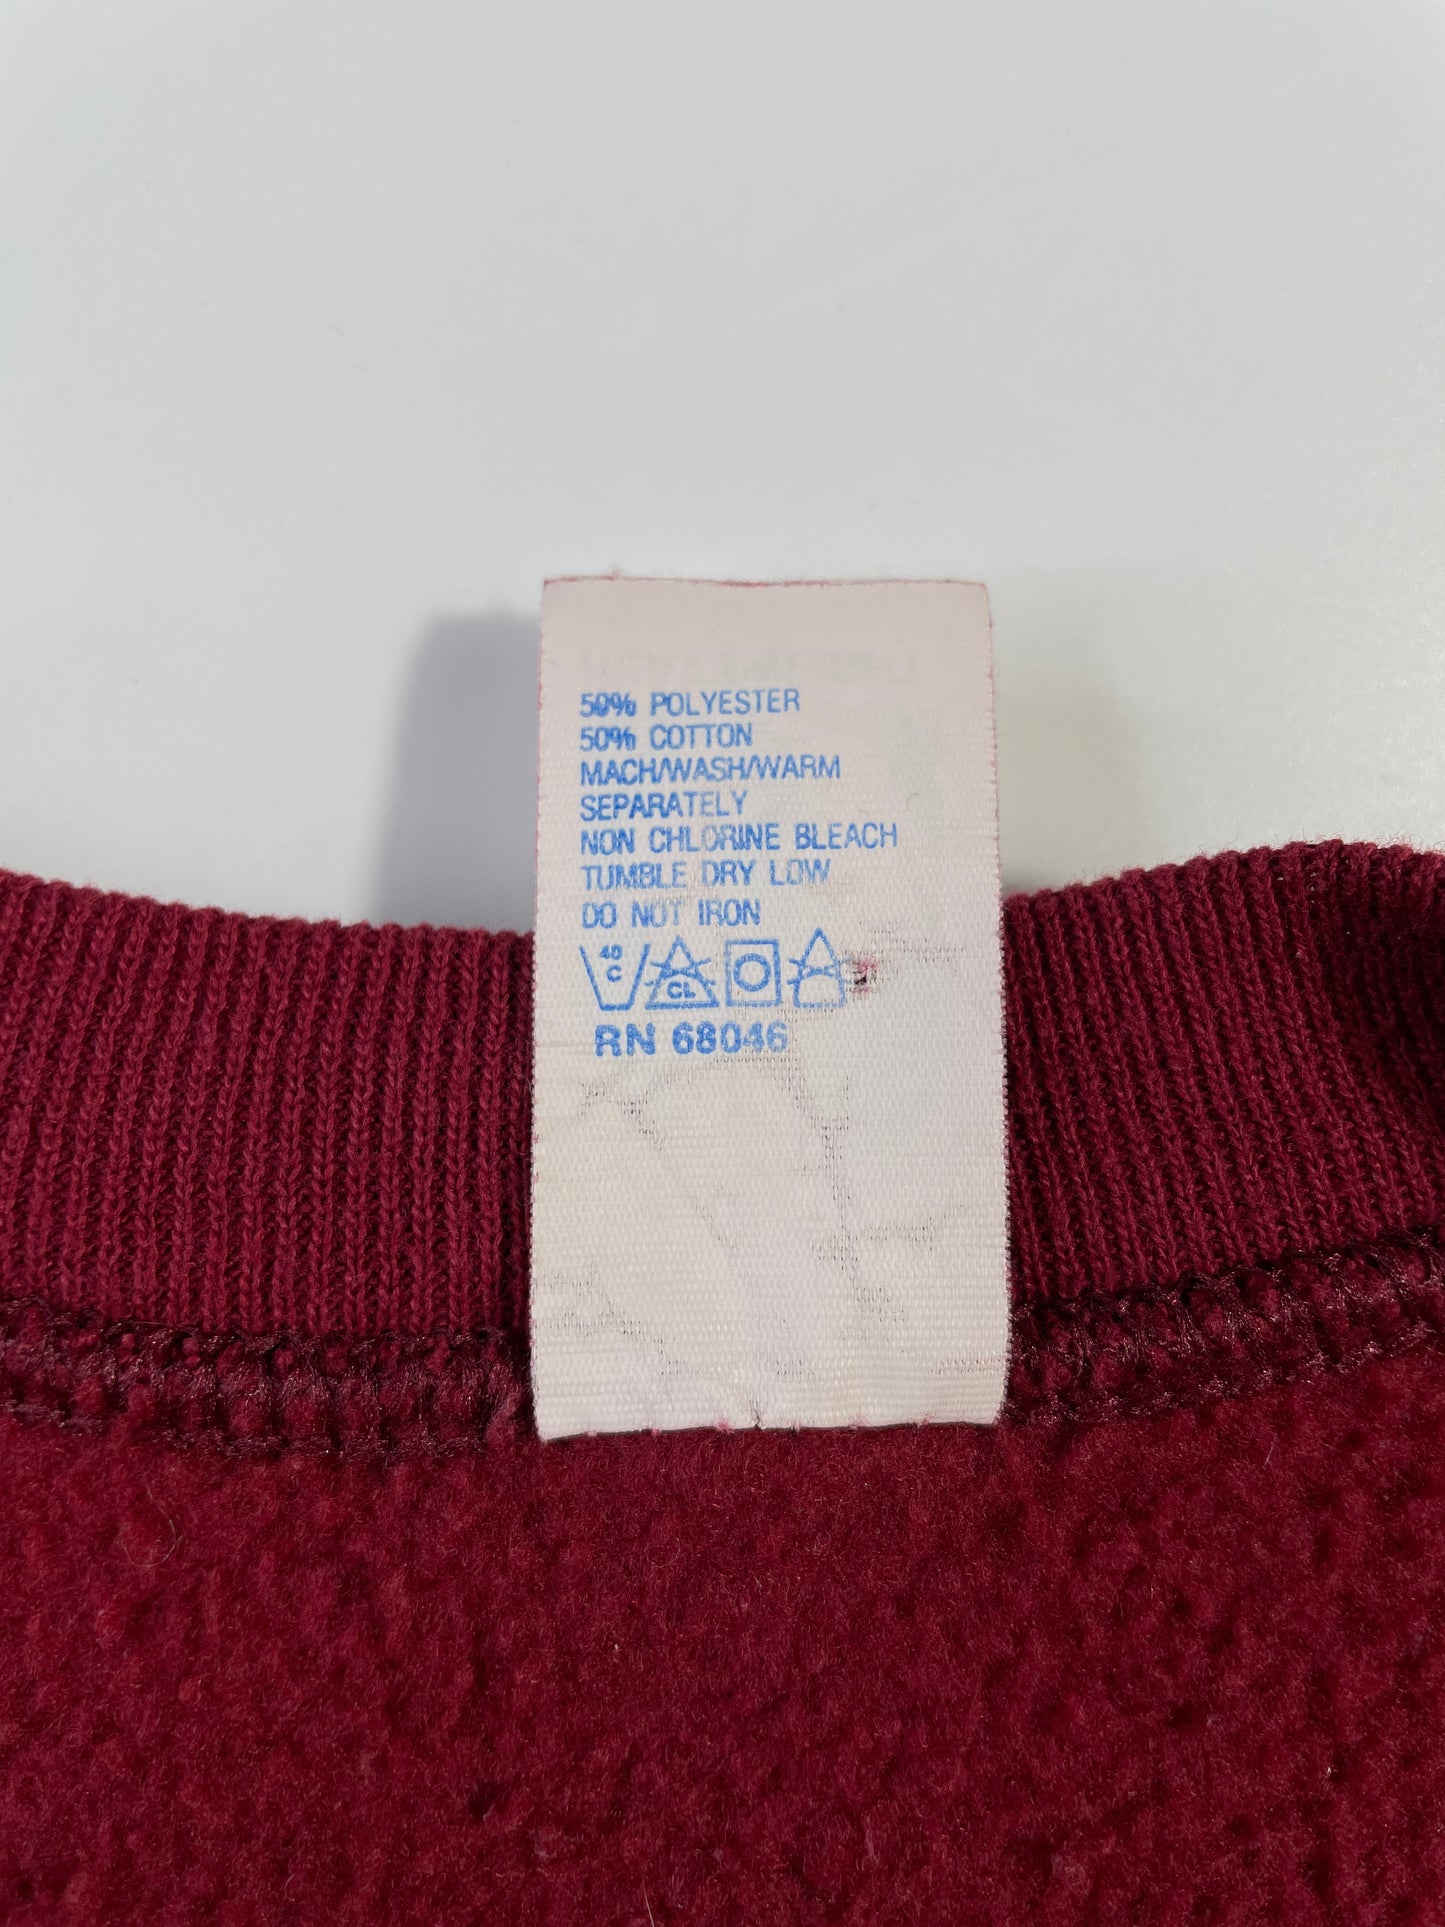 50% POLYESTER
50% COTTON
MACH/WASH/WARM
SEPARATELY
NON CHLORINE BLEACH
TUMBLE DRY LOW
DO NOT IRON
40
C
CL
RN 68046